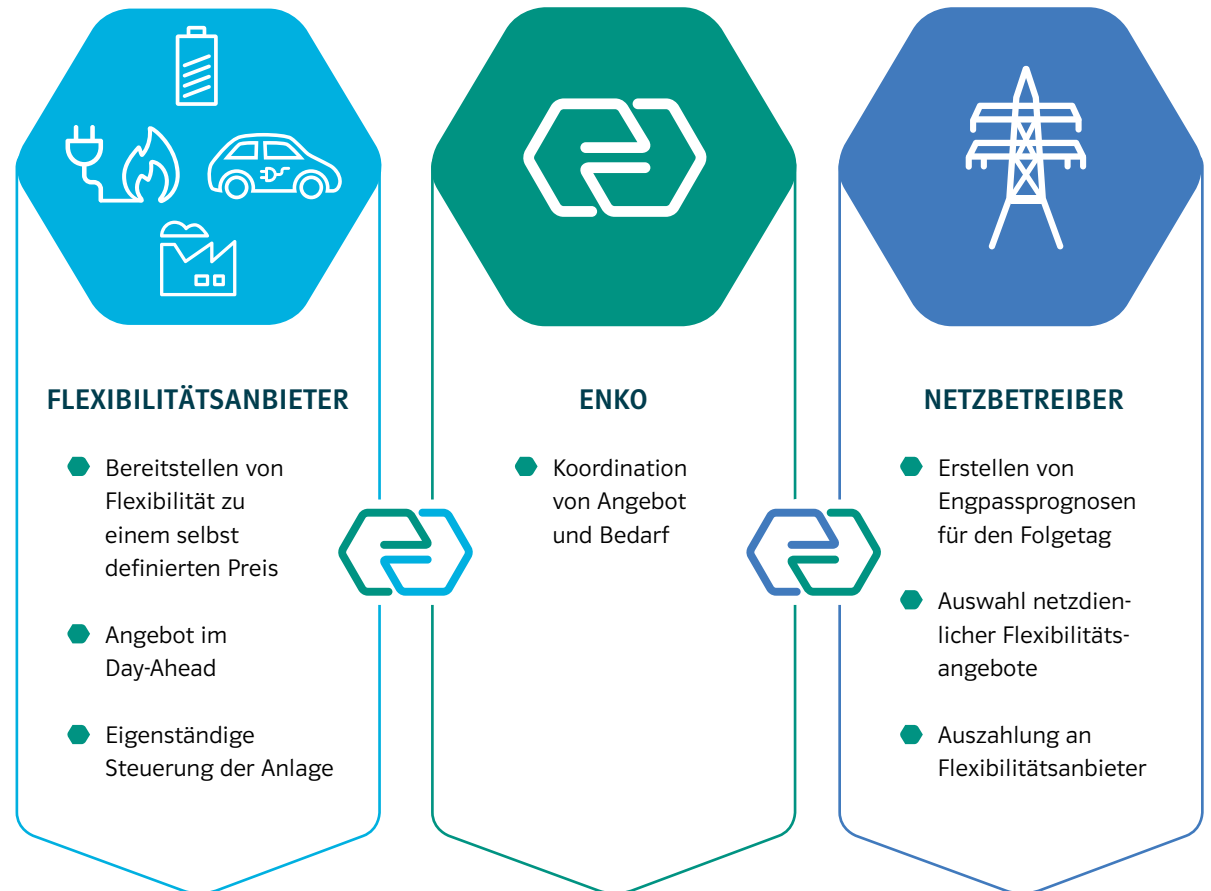 FLEXIBILITÄTSANBIETER
Bereitstellen von
Flexibilität zu
einem selbst
definierten Preis
Angebot im
Day-Ahead
Eigenständige
Steuerung der Anlage
ENKO
Koordination
von Angebot
und Bedarf
NETZBETREIBER
Erstellen von
Engpassprognosen
für den Folgetag
Auswahl netzdien-
licher Flexibilitäts-
angebote
Auszahlung an
Flexibilitätsanbieter